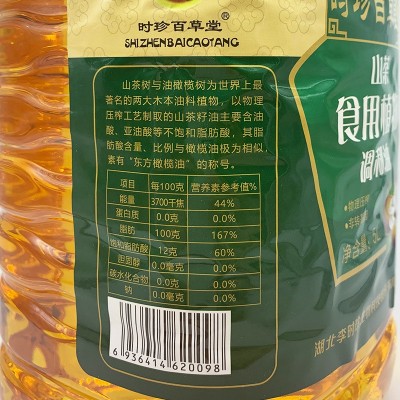 时珍百草堂®
SHIZHENBAICAOTANG
山茶树与油橄榄树为世界上最
著名的两大木本油料植物，以物理
压榨工艺制取的山茶籽油主要含油
酸、亚油酸等不饱和脂肪酸，其脂
肪酸含量、比例与橄榄油极为相似，
素有“东方橄榄油”的称号。
项目 每100克 营养素参考值%
能量 3700千焦 44%
蛋白质 0.0克 0.0%
脂肪 100克 167%
饱和脂肪酸 12克 60%
胆固醇 0.0毫克 0.0%
碳水化合物 0.0克 0.0%
钠 0.0毫克 0.0%
6 936414 620098
时珍百
山茶
食用植
调和
净含量
湖北李时珍